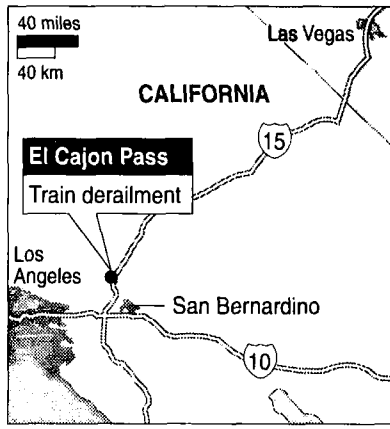 40 miles
40 km
Las Vegas
CALIFORNIA
15
El Cajon Pass
Train derailment
Los
Angeles
San Bernardino
10